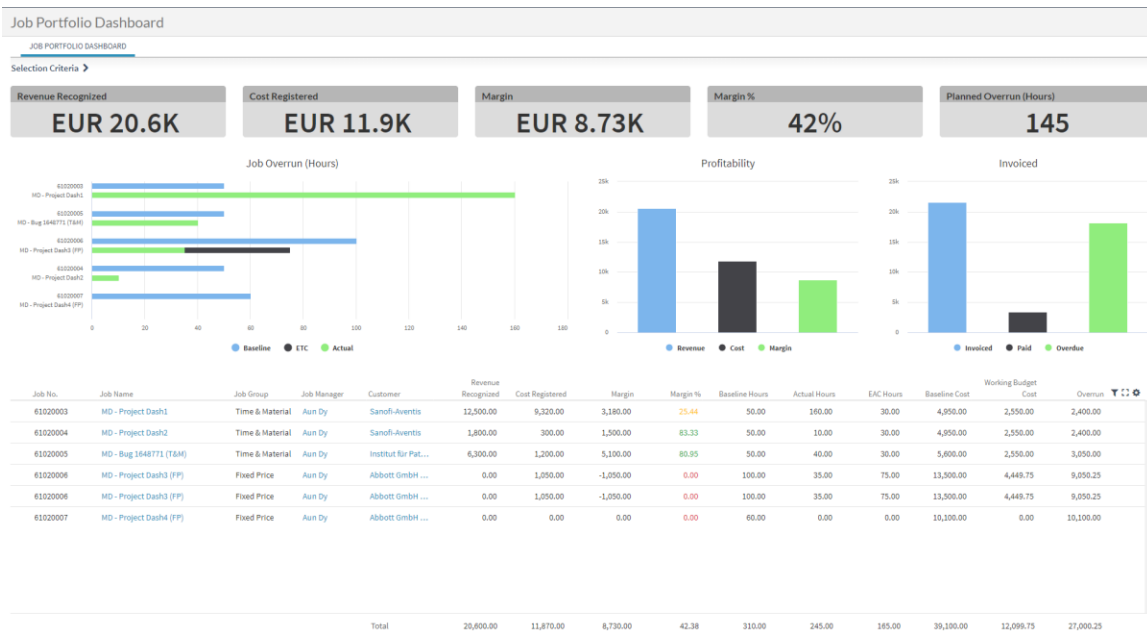 Job Portfolio Dashboard
JOB PORTFOLIO DASHBOARD
Selection Criteria
Revenue Recognized
EUR 20.6K
Cost Registered
EUR 11.9K
Margin
EUR 8.73K
Margin %
42%
Planned Overrun (Hours)
145
Job Overrun (Hours)
61020003
MD - Project Dash1
61020005
MD - Bug 1648771 (T&M)
61020006
MD - Project Dash3 (FP)
61020004
MD - Project Dash2
61020007
MD - Project Dash4 (FP)
0 20 40 60 80 100 120 140 160 180
Baseline ETC Actual
Profitability
25k
20k
15k
10k
5k
0
Revenue Cost Margin
Invoiced
25k
20k
15k
10k
5k
0
Invoiced Paid Overdue
Job No. Job Name Job Group Job Manager Customer Revenue Recognized Cost Registered Margin Margin % Baseline Hours Actual Hours EAC Hours Baseline Cost Working Budget Cost Overrun
61020003 MD - Project Dash1 Time & Material Aun Dy Sanofi-Aventis 12,500.00 9,320.00 3,180.00 25.44 50.00 160.00 30.00 4,950.00 2,550.00 2,400.00
61020004 MD - Project Dash2 Time & Material Aun Dy Sanofi-Aventis 1,800.00 300.00 1,500.00 83.33 50.00 10.00 30.00 4,950.00 2,550.00 2,400.00
61020005 MD - Bug 1648771 (T&M) Time & Material Aun Dy Institut für Pat... 6,300.00 1,200.00 5,100.00 80.95 50.00 40.00 30.00 5,600.00 2,550.00 3,050.00
61020006 MD - Project Dash3 (FP) Fixed Price Aun Dy Abbott GmbH ... 0.00 1,050.00 -1,050.00 0.00 100.00 35.00 75.00 13,500.00 4,449.75 9,050.25
61020006 MD - Project Dash3 (FP) Fixed Price Aun Dy Abbott GmbH ... 0.00 1,050.00 -1,050.00 0.00 100.00 35.00 75.00 13,500.00 4,449.75 9,050.25
61020007 MD - Project Dash4 (FP) Fixed Price Aun Dy Abbott GmbH ... 0.00 0.00 0.00 0.00 60.00 0.00 0.00 10,100.00 0.00 10,100.00
Total 20,600.00 11,870.00 8,730.00 42.38 310.00 245.00 165.00 39,100.00 12,099.75 27,000.25